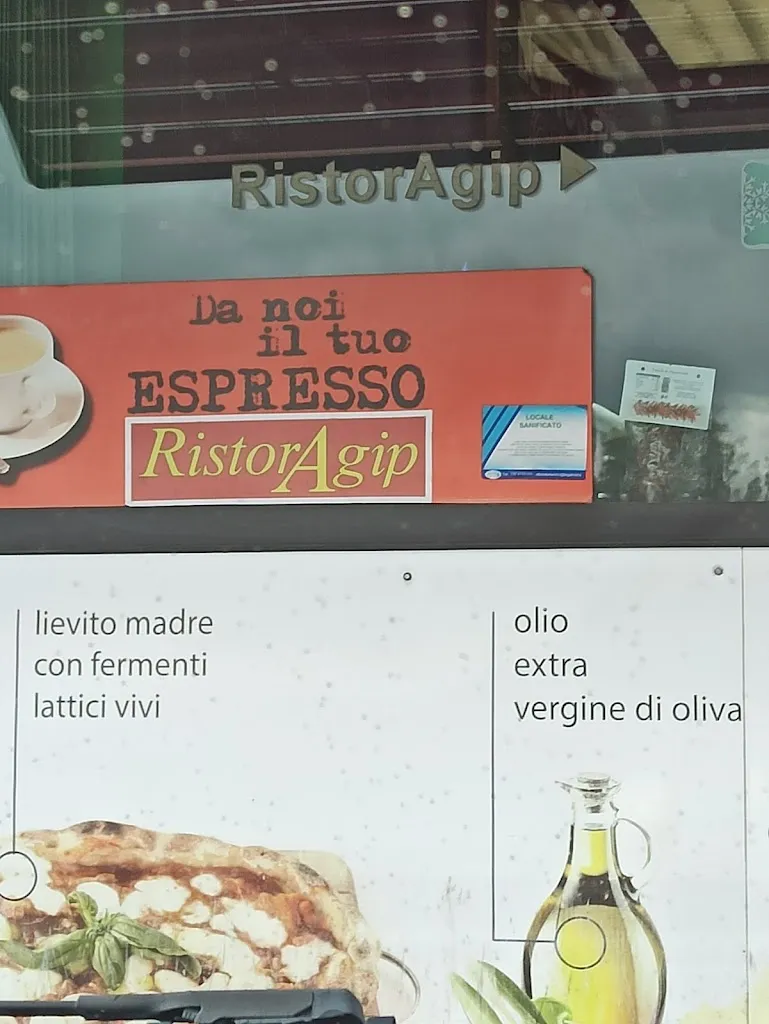 RistorAgip
Da noi
il tuo
ESPRESSO
RistorAgip
LOCALE
SANIFICATO
lievito madre
con fermenti
lattici vivi
olio
extra
vergine di oliva